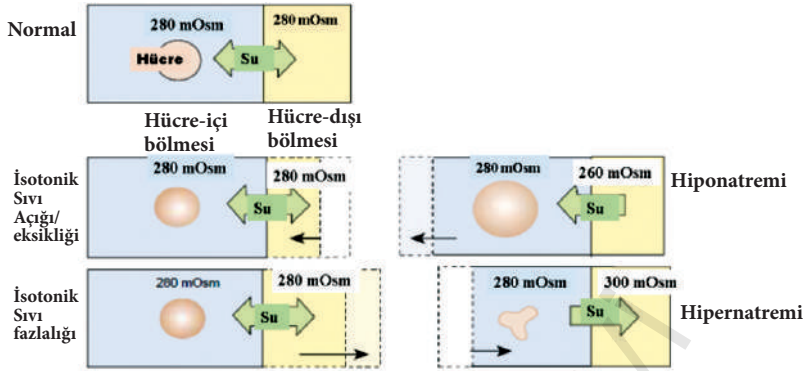 Normal
280 mOsm
280 mOsm
Hücre
Su
Hücre-içi
bölmesi
Hücre-dışı
bölmesi
İsotonik
Sıvı
Açığı/
eksikliği
280 mOsm
280 mOsm
Su
280 mOsm
260 mOsm
Su
Hiponatremi
İsotonik
Sıvı
fazlalığı
280 mOsm
280 mOsm
Su
280 mOsm
300 mOsm
Su
Hipernatremi